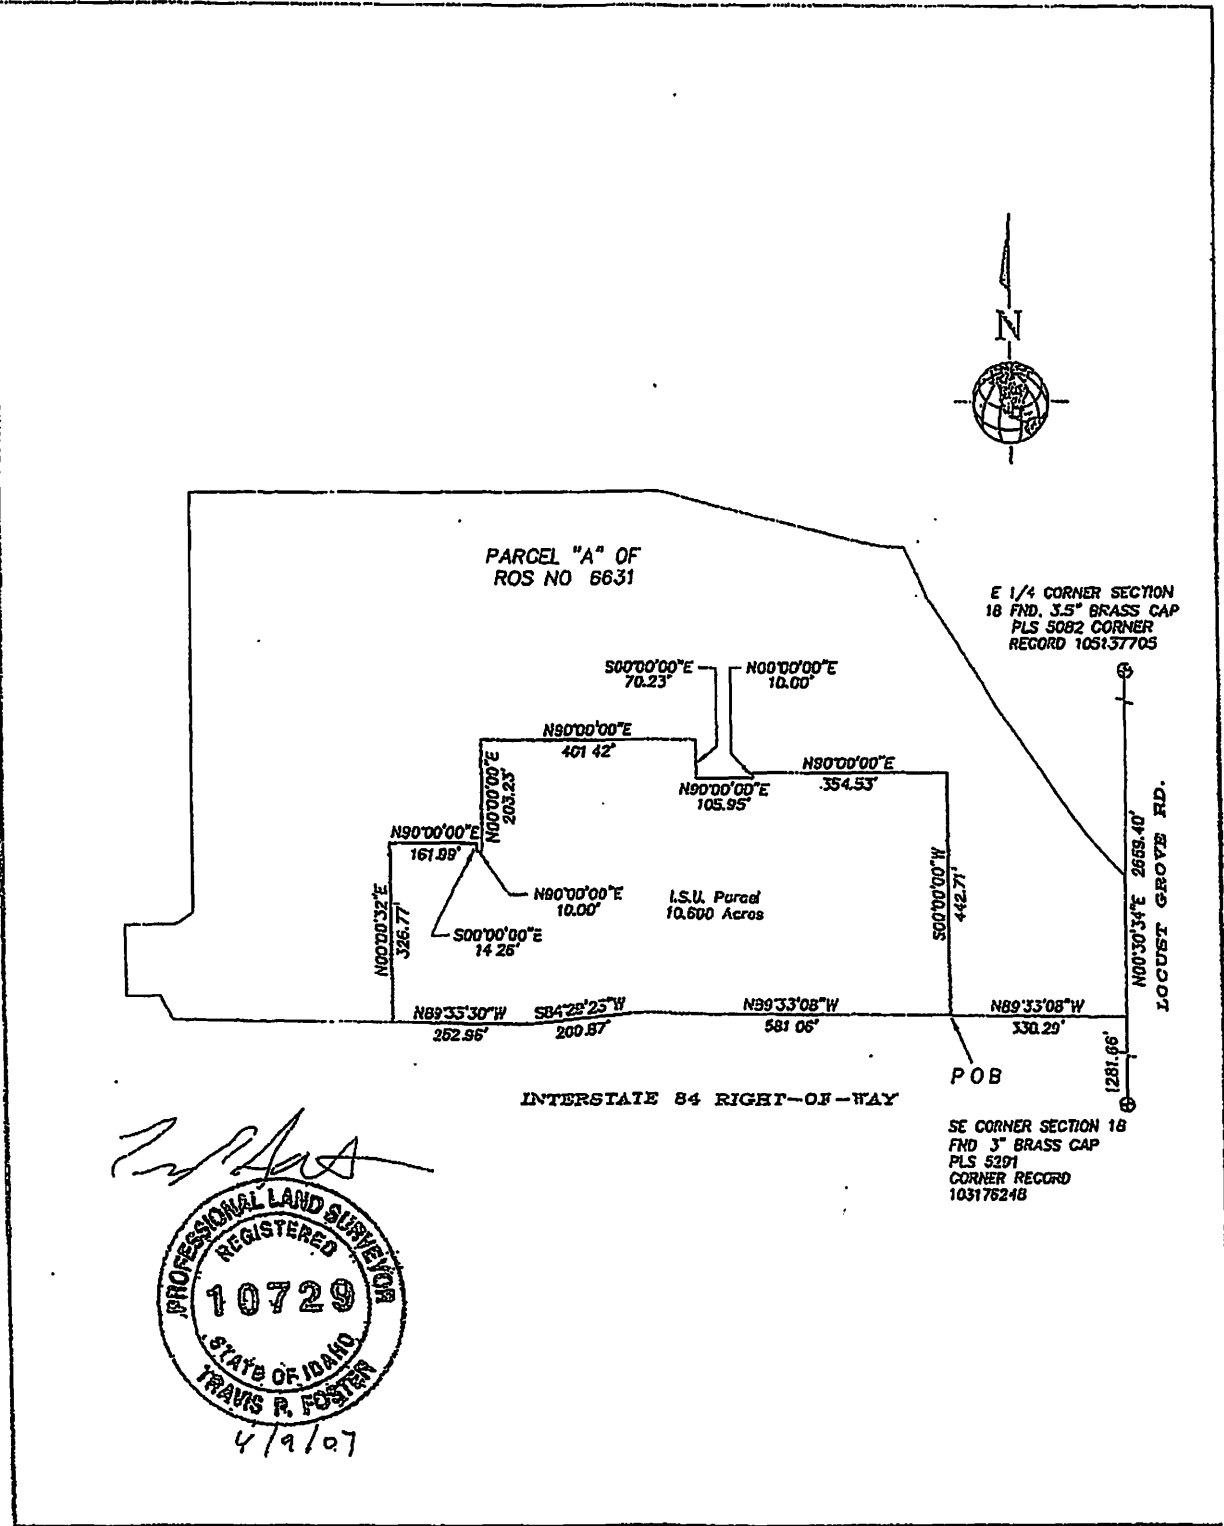 N
PARCEL "A" OF
ROS NO 6631
E 1/4 CORNER SECTION
18 FND. 3.5" BRASS CAP
PLS 5082 CORNER
RECORD 105137705
S00°00'00"E
70.23'
N00°00'00"E
10.00'
N90°00'00"E
401 42'
N00°00'00"E
203.23'
N90°00'00"E
105.95'
N90°00'00"E
354.53'
N90°00'00"E
161.99'
N90°00'00"E
10.00'
S00°00'00"E
14 26'
N00°00'32"E
326.77'
I.S.U. Parcel
10.600 Acres
S00°00'00"W
442.71'
N00°30'34"E 2669.40'
LOCUST GROVE RD.
N89°33'30"W
252.96'
S84°29'23"W
200.87'
N89°33'08"W
581 06'
N89°33'08"W
330.29'
1281.66'
POB
INTERSTATE 84 RIGHT-OF-WAY
SE CORNER SECTION 18
FND 3" BRASS CAP
PLS 5291
CORNER RECORD
103176248
PROFESSIONAL LAND SURVEYOR
REGISTERED
10729
STATE OF IDAHO
TRAVIS R. FOSTER
4/9/07